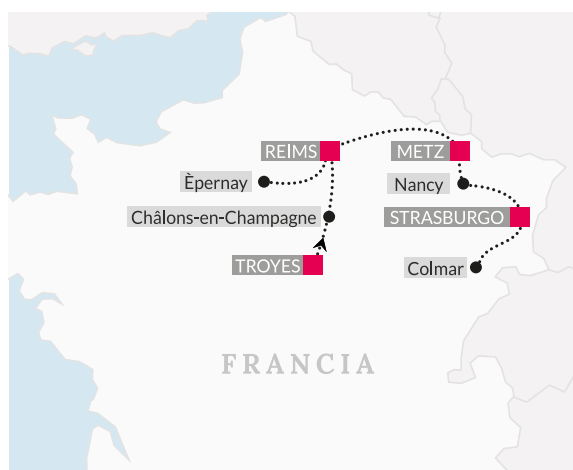 REIMS
METZ
Èpernay
Nancy
Châlons-en-Champagne
STRASBURGO
TROYES
Colmar
FRANCIA